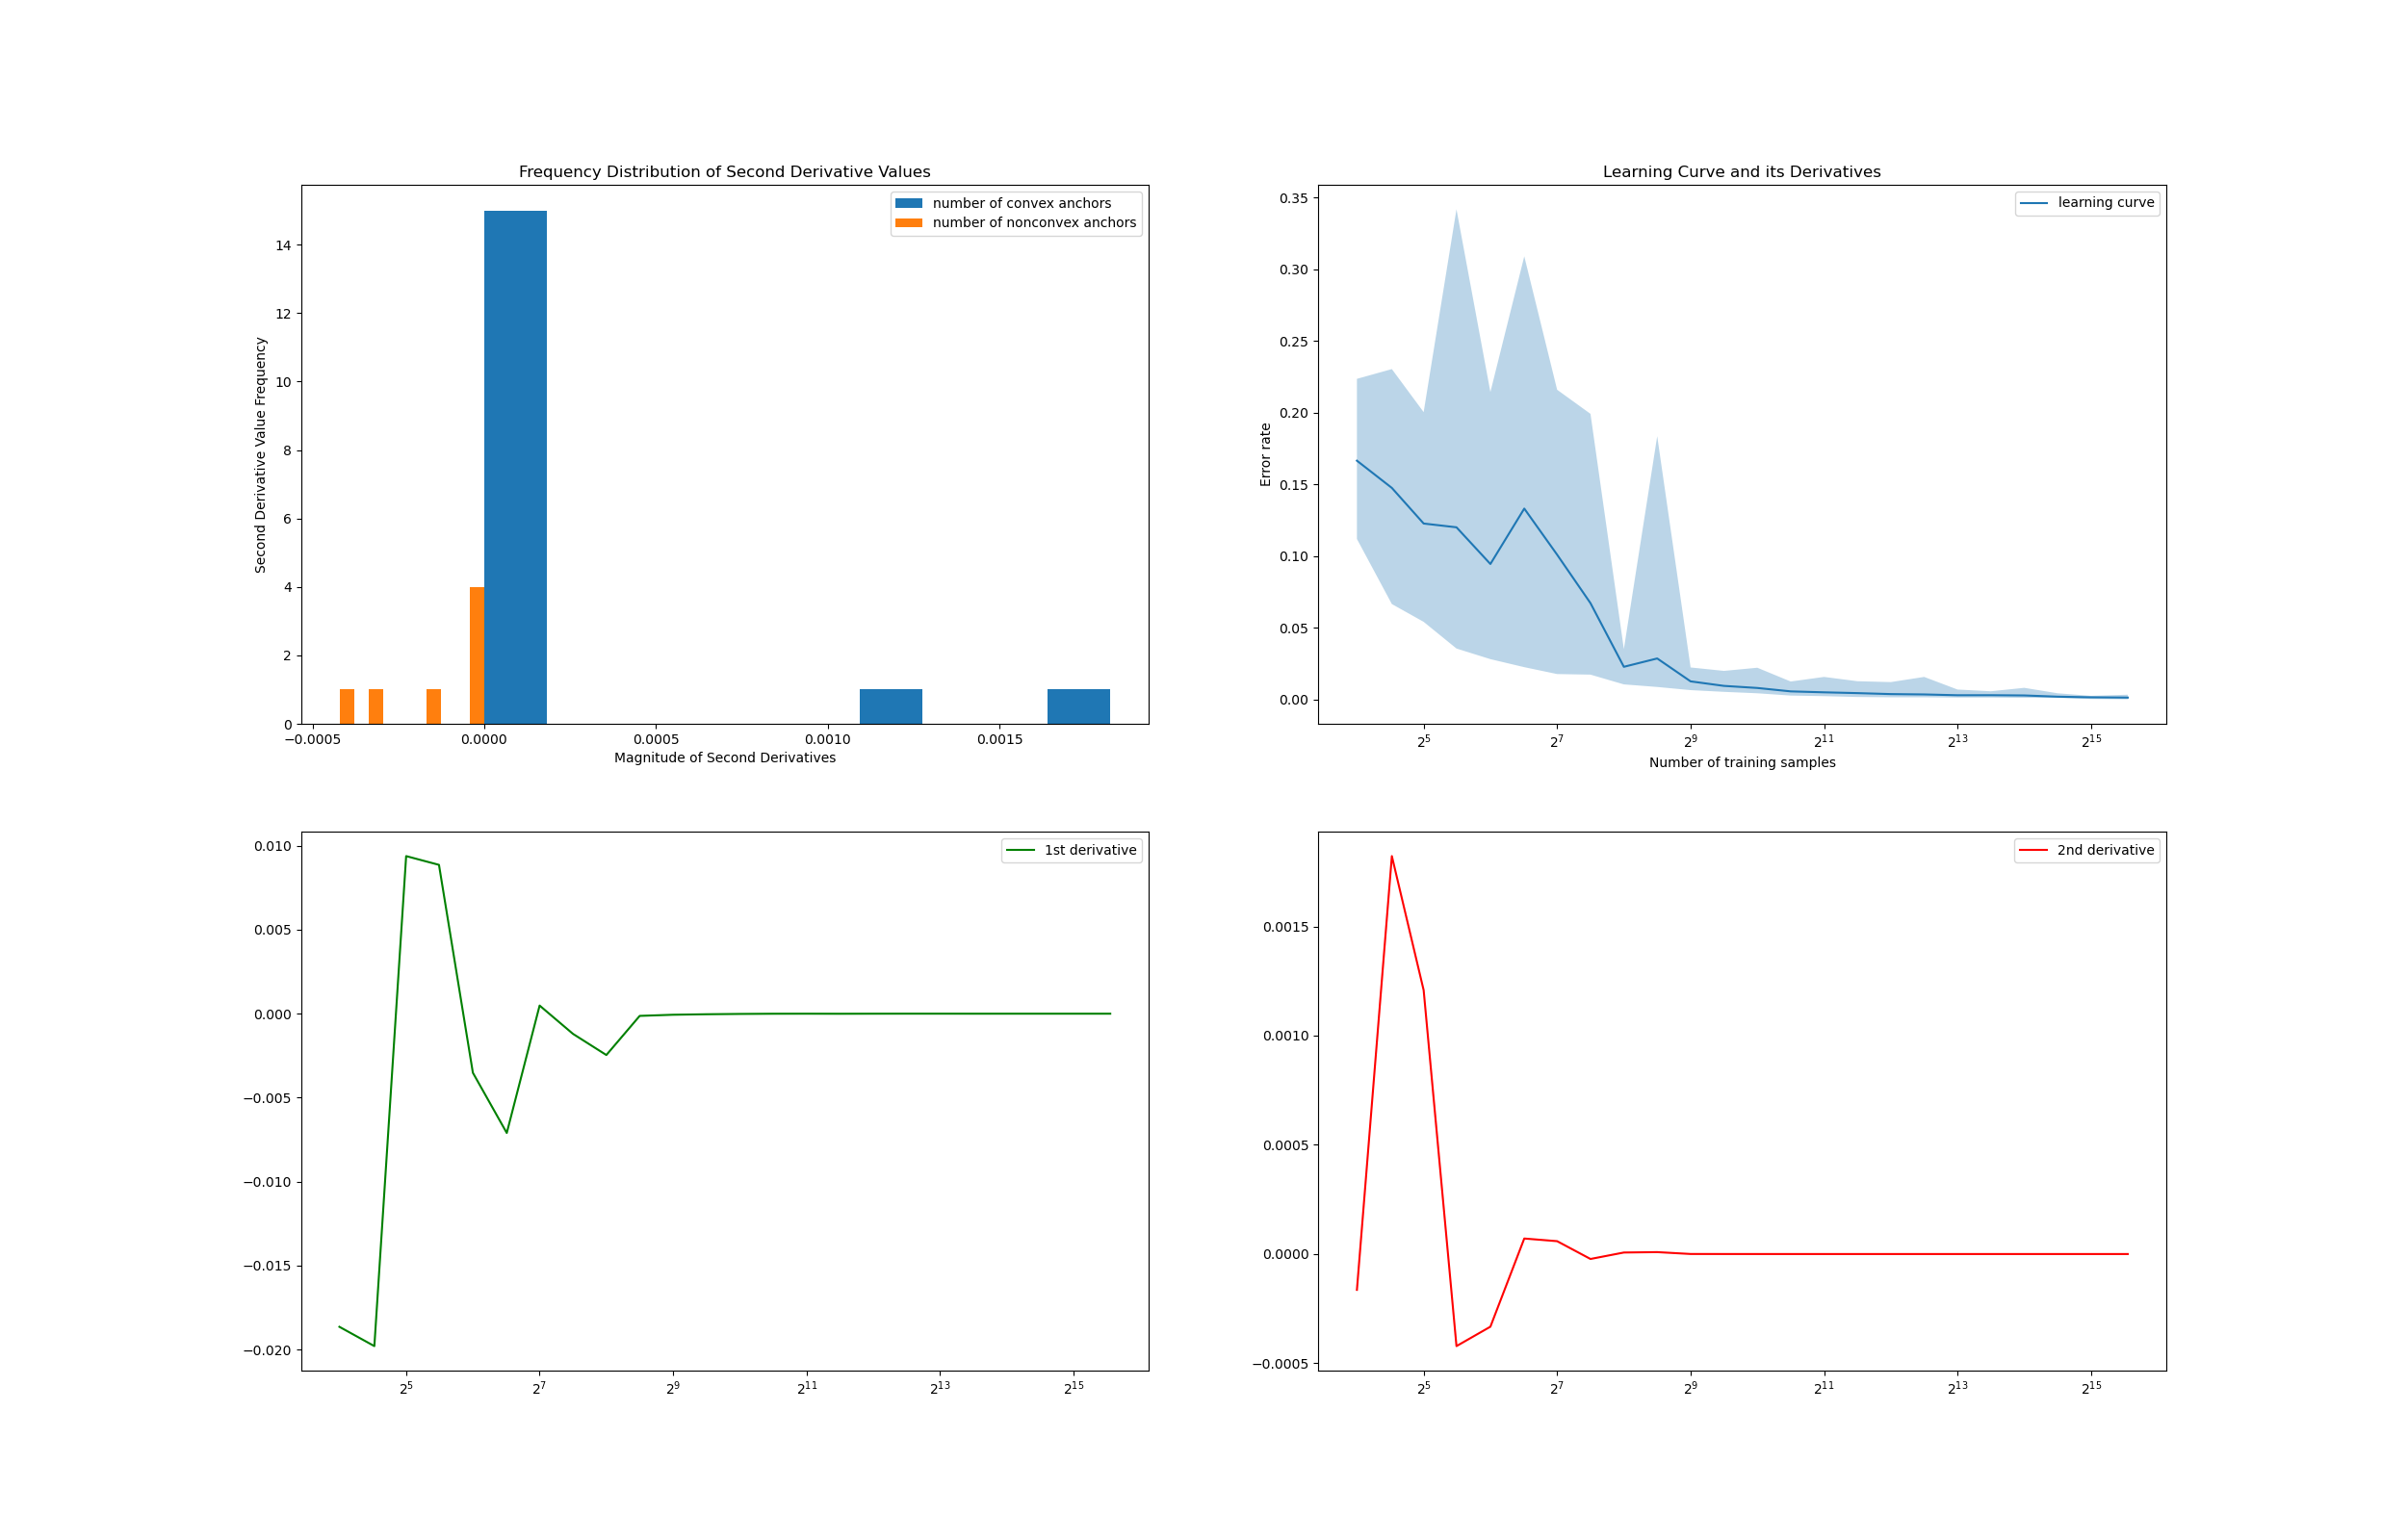 Frequency Distribution of Second Derivative Values
number of convex anchors
number of nonconvex anchors
Second Derivative Value Frequency
14
12
10
8
6
4
2
0
−0.0005 0.0000 0.0005 0.0010 0.0015
Magnitude of Second Derivatives
Learning Curve and its Derivatives
learning curve
Error rate
0.35
0.30
0.25
0.20
0.15
0.10
0.05
0.00
2^5 2^7 2^9 2^11 2^13 2^15
Number of training samples
1st derivative
0.010
0.005
0.000
−0.005
−0.010
−0.015
−0.020
2^5 2^7 2^9 2^11 2^13 2^15
2nd derivative
0.0015
0.0010
0.0005
0.0000
−0.0005
2^5 2^7 2^9 2^11 2^13 2^15